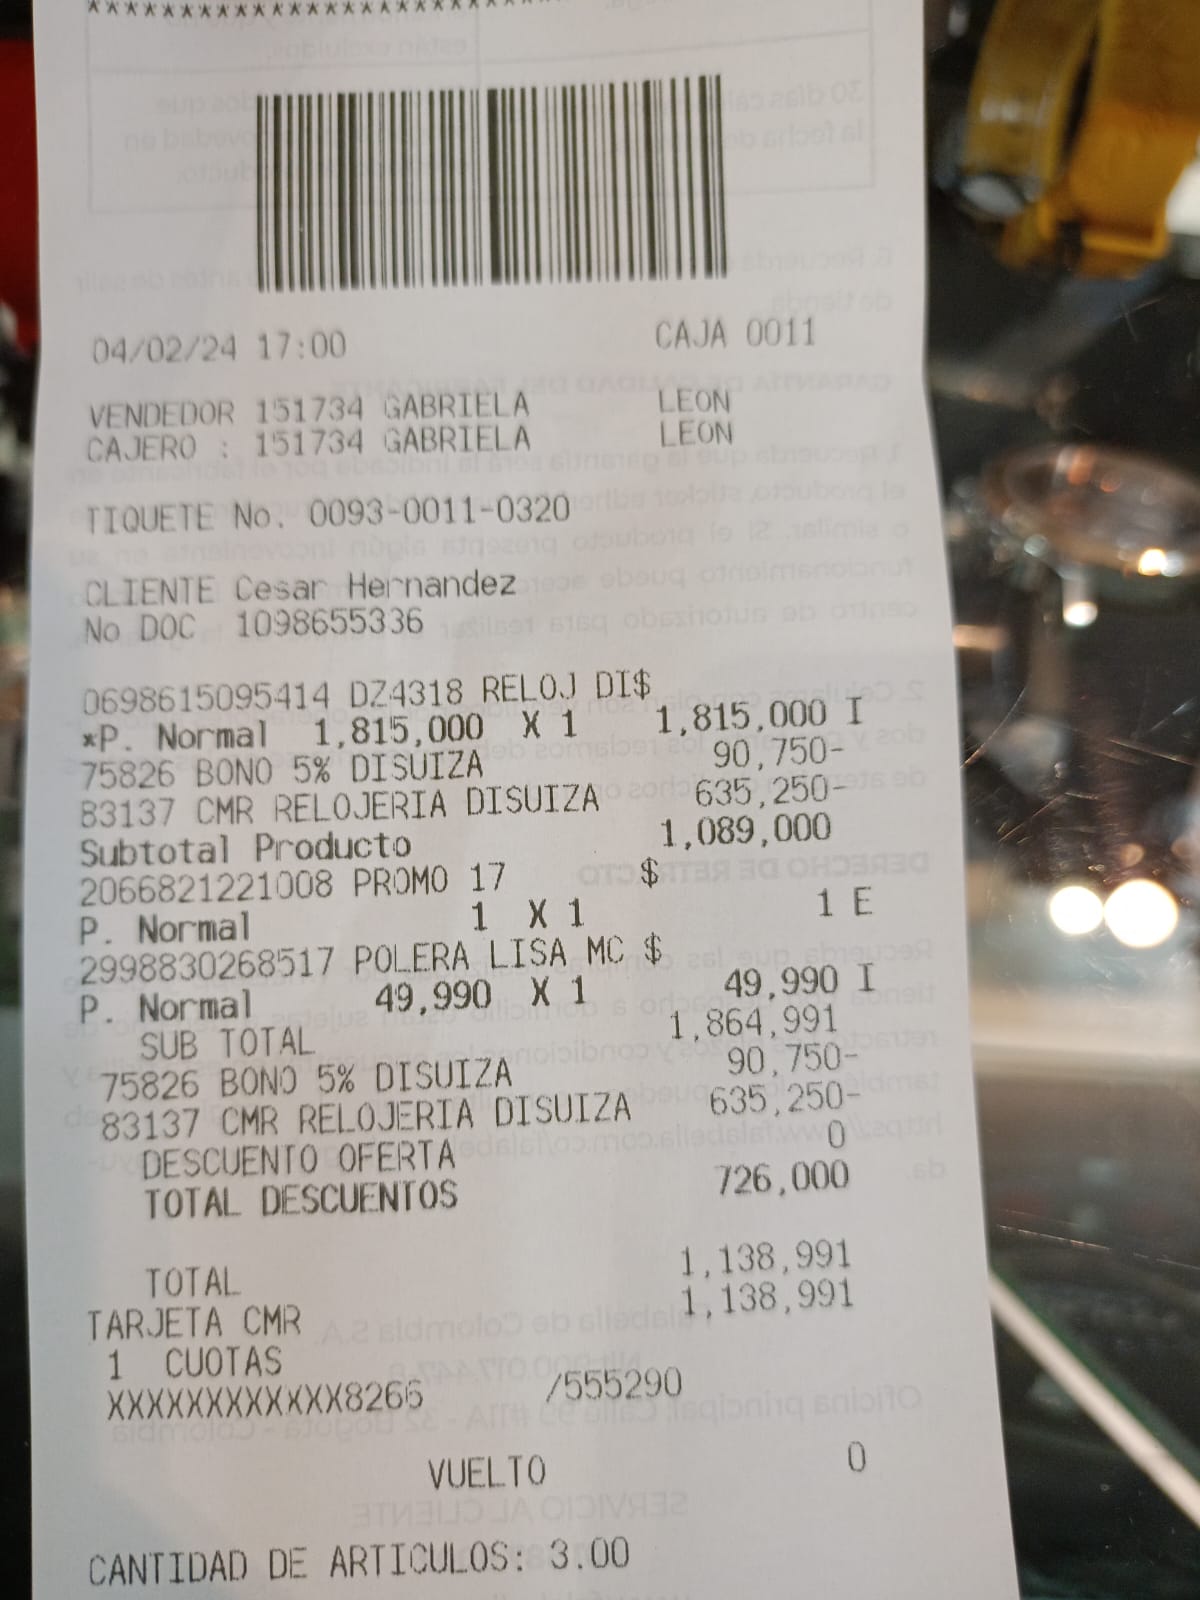 ************************
04/02/24 17:00 CAJA 0011
VENDEDOR 151734 GABRIELA LEON
CAJERO : 151734 GABRIELA LEON
TIQUETE No. 0093-0011-0320
CLIENTE Cesar Hernandez
No DOC 1098655336
0698615095414 DZ4318 RELOJ DI$
*P. Normal 1,815,000 X 1 1,815,000 I
75826 BONO 5% DISUIZA 90,750-
83137 CMR RELOJERIA DISUIZA 635,250-
Subtotal Producto 1,089,000
2066821221008 PROMO 17 $
P. Normal 1 X 1 1 E
2998830268517 POLERA LISA MC $
P. Normal 49,990 X 1 49,990 I
SUB TOTAL 1,864,991
75826 BONO 5% DISUIZA 90,750-
83137 CMR RELOJERIA DISUIZA 635,250-
DESCUENTO OFERTA 0
TOTAL DESCUENTOS 726,000
TOTAL 1,138,991
TARJETA CMR 1,138,991
1 CUOTAS
XXXXXXXXXXXX8266 /555290
VUELTO 0
CANTIDAD DE ARTICULOS: 3.00